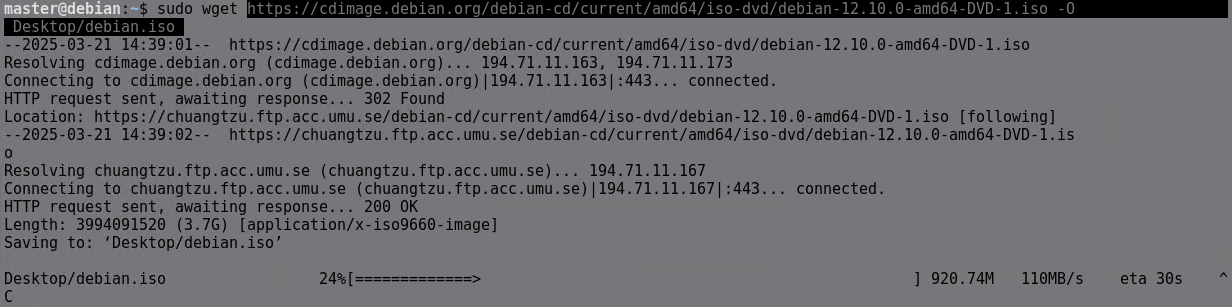 master@debian:~$ sudo wget https://cdimage.debian.org/debian-cd/current/amd64/iso-dvd/debian-12.10.0-amd64-DVD-1.iso -O
 Desktop/debian.iso
--2025-03-21 14:39:01--  https://cdimage.debian.org/debian-cd/current/amd64/iso-dvd/debian-12.10.0-amd64-DVD-1.iso
Resolving cdimage.debian.org (cdimage.debian.org)... 194.71.11.163, 194.71.11.173
Connecting to cdimage.debian.org (cdimage.debian.org)|194.71.11.163|:443... connected.
HTTP request sent, awaiting response... 302 Found
Location: https://chuangtzu.ftp.acc.umu.se/debian-cd/current/amd64/iso-dvd/debian-12.10.0-amd64-DVD-1.iso [following]
--2025-03-21 14:39:02--  https://chuangtzu.ftp.acc.umu.se/debian-cd/current/amd64/iso-dvd/debian-12.10.0-amd64-DVD-1.is
o
Resolving chuangtzu.ftp.acc.umu.se (chuangtzu.ftp.acc.umu.se)... 194.71.11.167
Connecting to chuangtzu.ftp.acc.umu.se (chuangtzu.ftp.acc.umu.se)|194.71.11.167|:443... connected.
HTTP request sent, awaiting response... 200 OK
Length: 3994091520 (3.7G) [application/x-iso9660-image]
Saving to: ‘Desktop/debian.iso’

Desktop/debian.iso                 24%[=============>                                                ] 920.74M   110MB/s    eta 30s    ^
C